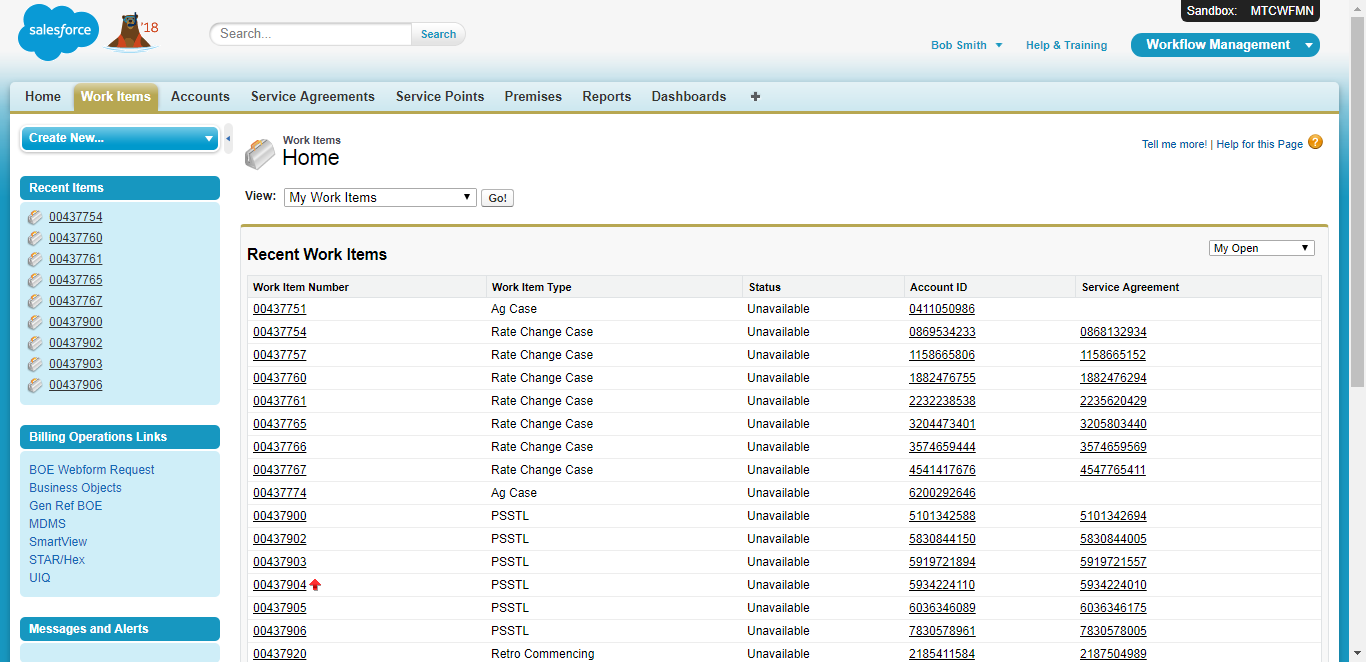 Sandbox: MTCWFMN
salesforce
'18
Search...
Search
Bob Smith
Help & Training
Workflow Management
Home Work Items Accounts Service Agreements Service Points Premises Reports Dashboards +
Create New...
Recent Items
00437754
00437760
00437761
00437765
00437767
00437900
00437902
00437903
00437906
Billing Operations Links
BOE Webform Request
Business Objects
Gen Ref BOE
MDMS
SmartView
STAR/Hex
UIQ
Messages and Alerts
Work Items
Home
Tell me more! | Help for this Page ?
View: My Work Items Go!
Recent Work Items
My Open
Work Item Number Work Item Type Status Account ID Service Agreement
00437751 Ag Case Unavailable 0411050986
00437754 Rate Change Case Unavailable 0869534233 0868132934
00437757 Rate Change Case Unavailable 1158665806 1158665152
00437760 Rate Change Case Unavailable 1882476755 1882476294
00437761 Rate Change Case Unavailable 2232238538 2235620429
00437765 Rate Change Case Unavailable 3204473401 3205803440
00437766 Rate Change Case Unavailable 3574659444 3574659569
00437767 Rate Change Case Unavailable 4541417676 4547765411
00437774 Ag Case Unavailable 6200292646
00437900 PSSTL Unavailable 5101342588 5101342694
00437902 PSSTL Unavailable 5830844150 5830844005
00437903 PSSTL Unavailable 5919721894 5919721557
00437904 PSSTL Unavailable 5934224110 5934224010
00437905 PSSTL Unavailable 6036346089 6036346175
00437906 PSSTL Unavailable 7830578961 7830578005
00437920 Retro Commencing Unavailable 2185411584 2187504989